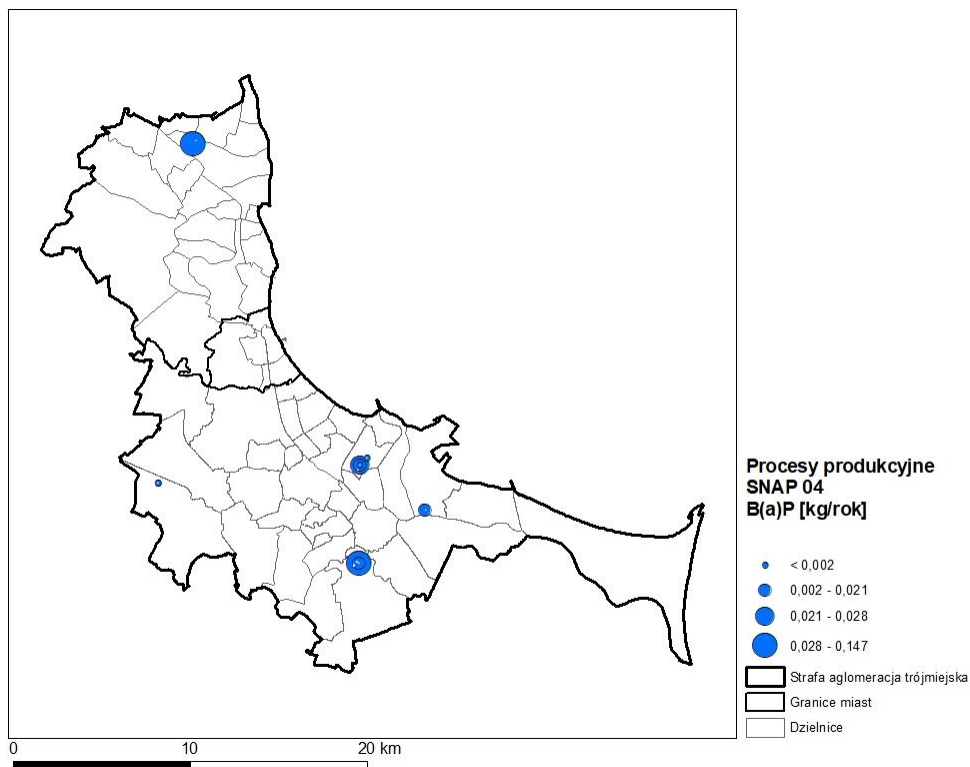 Procesy produkcyjne
SNAP 04
B(a)P [kg/rok]
< 0,002
0,002 - 0,021
0,021 - 0,028
0,028 - 0,147
Strafa aglomeracja trójmiejska
Granice miast
Dzielnice
0 10 20 km